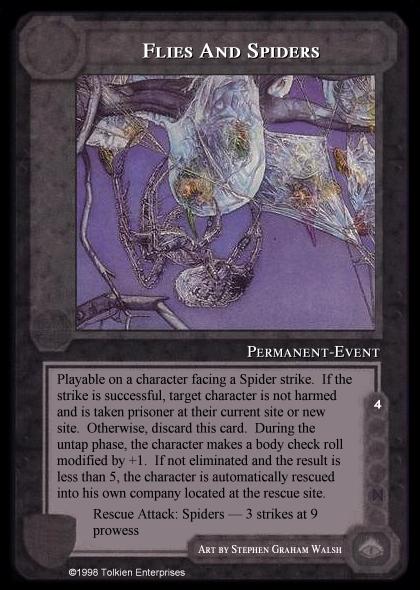 FLIES AND SPIDERS
PERMANENT-EVENT
Playable on a character facing a Spider strike. If the
strike is successful, target character is not harmed
and is taken prisoner at their current site or new
site. Otherwise, discard this card. During the
untap phase, the character makes a body check roll
modified by +1. If not eliminated and the result is
less than 5, the character is automatically rescued
into his own company located at the rescue site.
4
Rescue Attack: Spiders — 3 strikes at 9
prowess
ART BY STEPHEN GRAHAM WALSH
©1998 Tolkien Enterprises